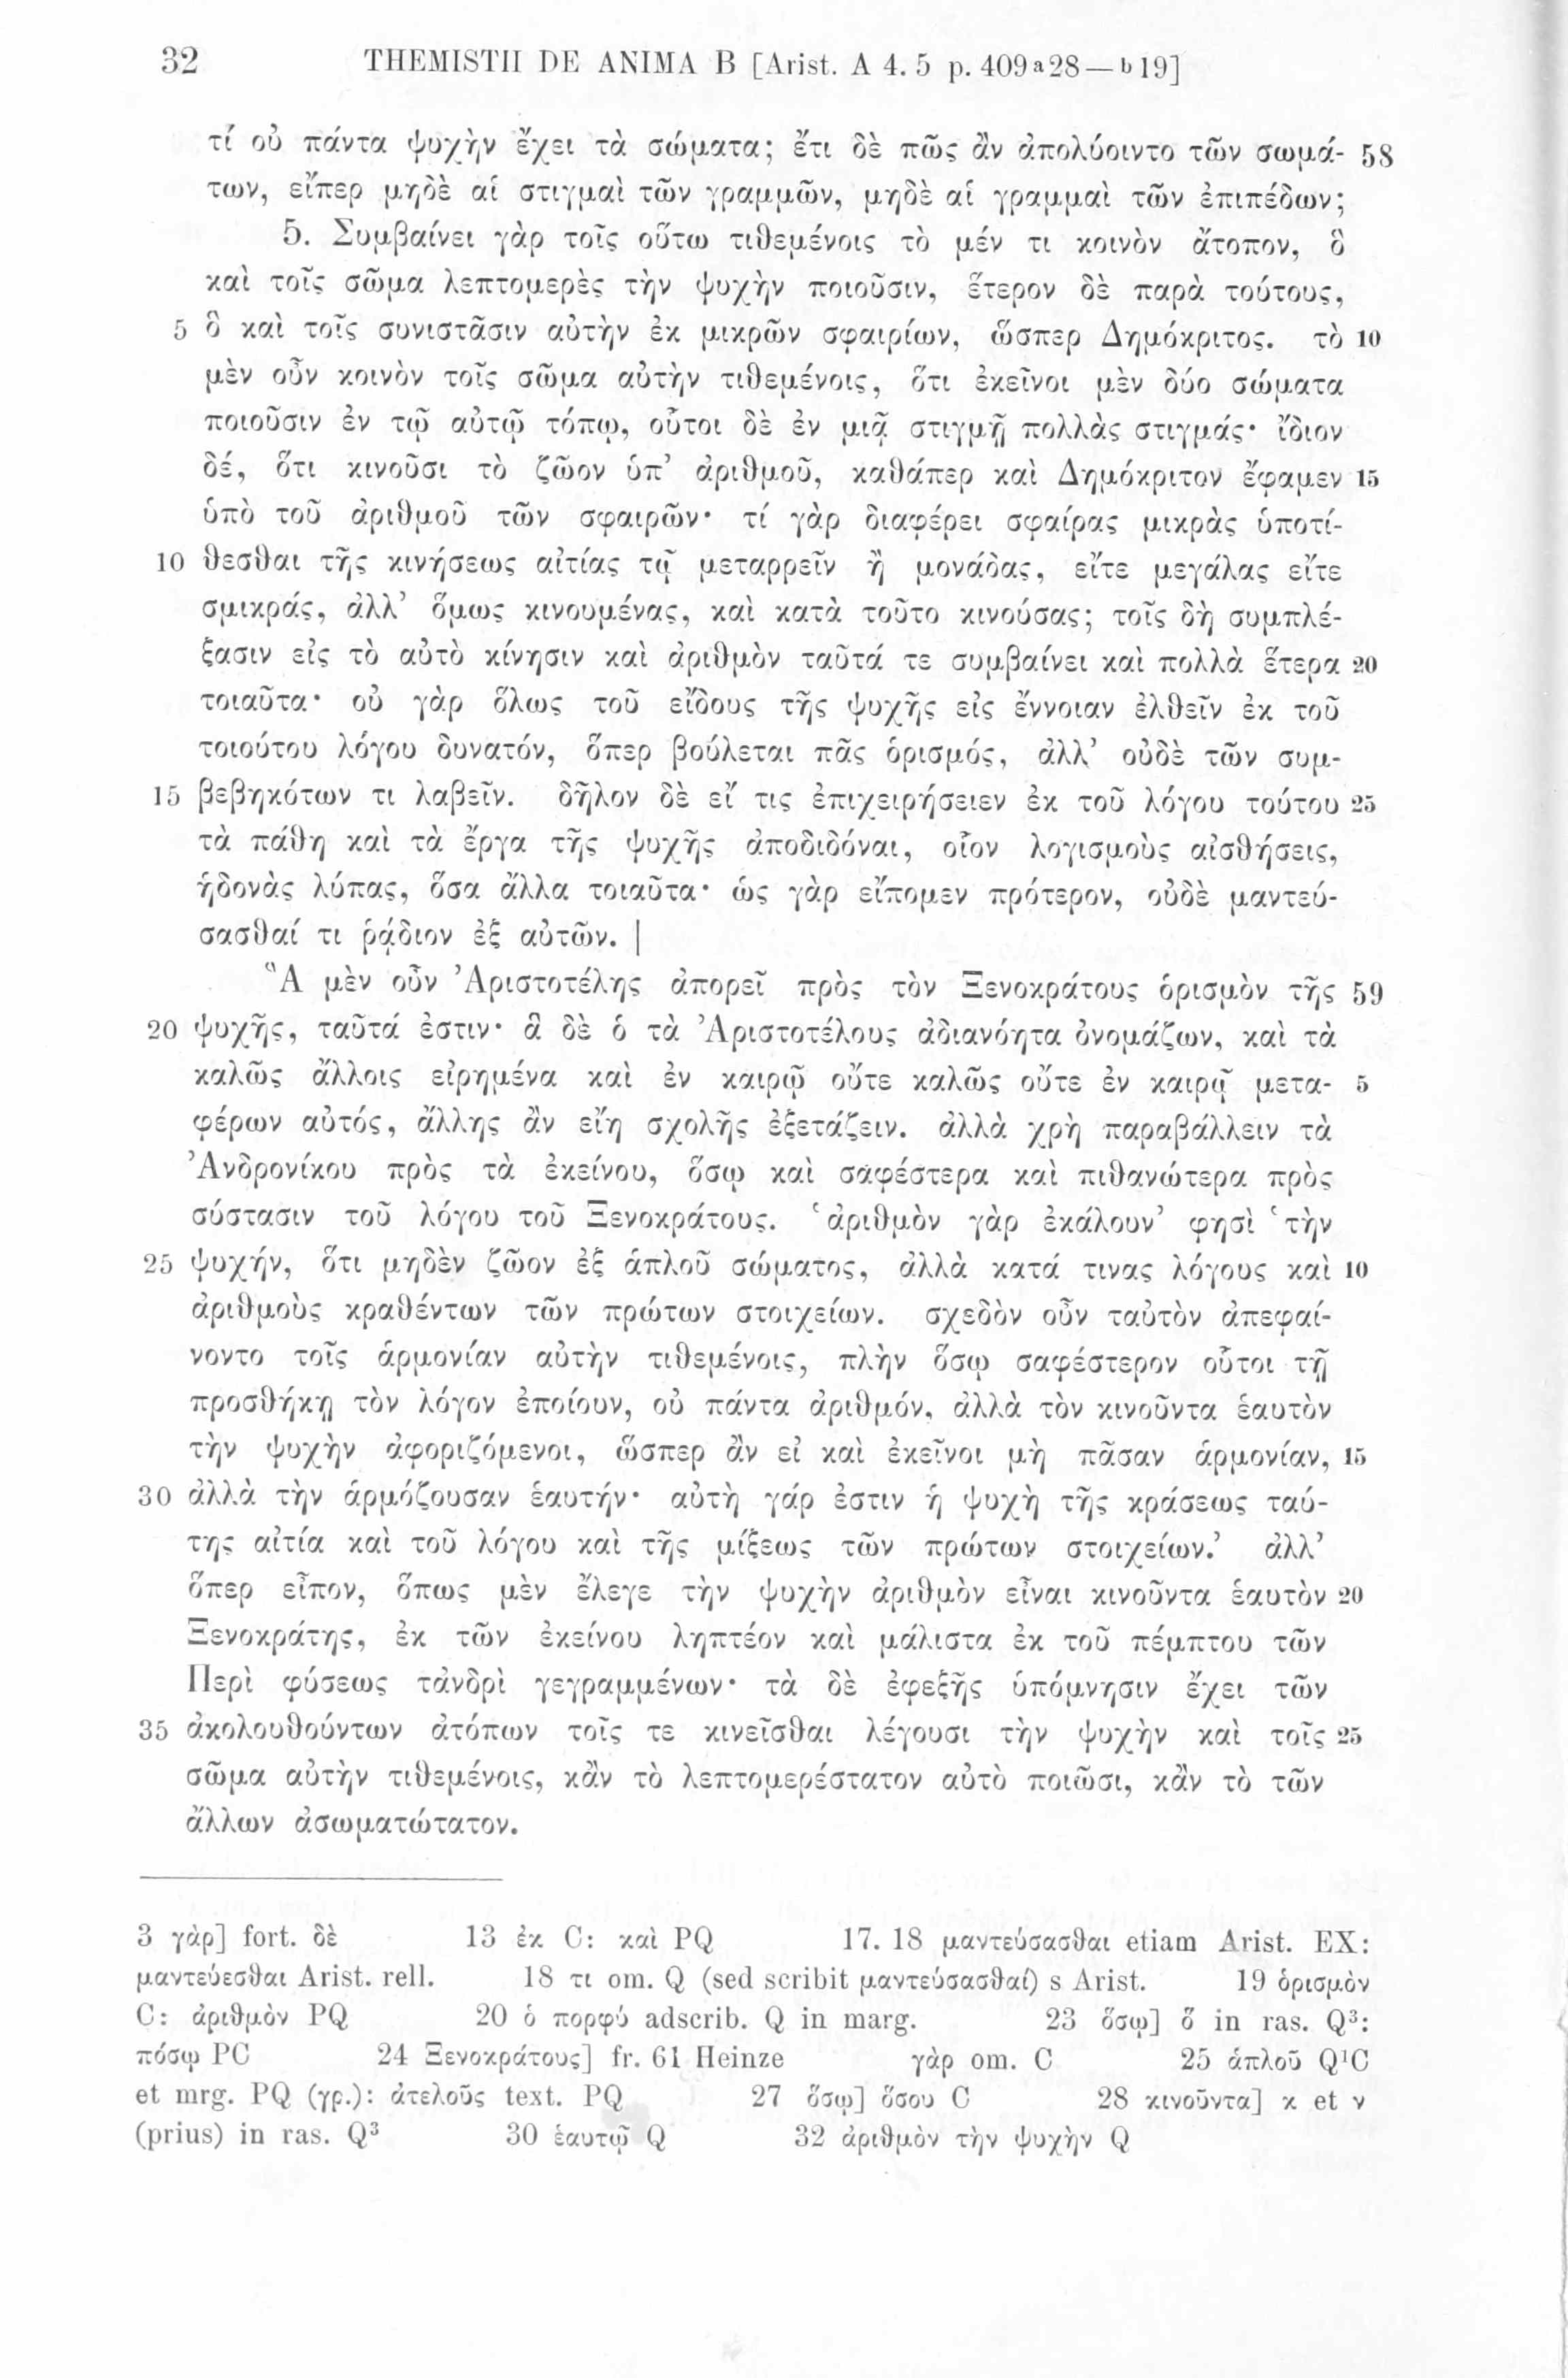 32 THEMISTII DE ANIMA B [Arist. A 4. 5 p. 409ᵃ28—ᵇ19]
τί οὐ πάντα ψυχὴν ἔχει τὰ σώματα; ἔτι δὲ πῶς ἂν ἀπολύοιντο τῶν σωμά- 58
των, εἴπερ μηδὲ αἱ στιγμαὶ τῶν γραμμῶν, μηδὲ αἱ γραμμαὶ τῶν ἐπιπέδων;
5. Συμβαίνει γὰρ τοῖς οὕτω τιθεμένοις τὸ μέν τι κοινὸν ἄτοπον, ὃ
καὶ τοῖς σῶμα λεπτομερὲς τὴν ψυχὴν ποιοῦσιν, ἕτερον δὲ παρὰ τούτους,
5 ὃ καὶ τοῖς συνιστᾶσιν αὐτὴν ἐκ μικρῶν σφαιρίων, ὥσπερ Δημόκριτος. τὸ 10
μὲν οὖν κοινὸν τοῖς σῶμα αὐτὴν τιθεμένοις, ὅτι ἐκεῖνοι μὲν δύο σώματα
ποιοῦσιν ἐν τῷ αὐτῷ τόπῳ, οὗτοι δὲ ἐν μιᾷ στιγμῇ πολλὰς στιγμάς· ἴδιον
δέ, ὅτι κινοῦσι τὸ ζῷον ὑπ’ ἀριθμοῦ, καθάπερ καὶ Δημόκριτον ἔφαμεν 15
ὑπὸ τοῦ ἀριθμοῦ τῶν σφαιρῶν· τί γὰρ διαφέρει σφαίρας μικρὰς ὑποτί-
10 θεσθαι τῆς κινήσεως αἰτίας τῷ μεταρρεῖν ἢ μονάδας, εἴτε μεγάλας εἴτε
σμικράς, ἀλλ’ ὅμως κινουμένας, καὶ κατὰ τοῦτο κινούσας; τοῖς δὴ συμπλέ-
ξασιν εἰς τὸ αὐτὸ κίνησιν καὶ ἀριθμὸν ταῦτά τε συμβαίνει καὶ πολλὰ ἕτερα 20
τοιαῦτα· οὐ γὰρ ὅλως τοῦ εἴδους τῆς ψυχῆς εἰς ἔννοιαν ἐλθεῖν ἐκ τοῦ
τοιούτου λόγου δυνατόν, ὅπερ βούλεται πᾶς ὁρισμός, ἀλλ’ οὐδὲ τῶν συμ-
15 βεβηκότων τι λαβεῖν. δῆλον δὲ εἴ τις ἐπιχειρήσειεν ἐκ τοῦ λόγου τούτου 25
τὰ πάθη καὶ τὰ ἔργα τῆς ψυχῆς ἀποδιδόναι, οἷον λογισμοὺς αἰσθήσεις,
ἡδονὰς λύπας, ὅσα ἄλλα τοιαῦτα· ὡς γὰρ εἴπομεν πρότερον, οὐδὲ μαντεύ-
σασθαί τι ῥᾴδιον ἐξ αὐτῶν. |
Ἃ μὲν οὖν Ἀριστοτέλης ἀπορεῖ πρὸς τὸν Ξενοκράτους ὁρισμὸν τῆς 59
20 ψυχῆς, ταῦτά ἐστιν· ἃ δὲ ὁ τὰ Ἀριστοτέλους ἀδιανόητα ὀνομάζων, καὶ τὰ
καλῶς ἄλλοις εἰρημένα καὶ ἐν καιρῷ οὔτε καλῶς οὔτε ἐν καιρῷ μετα- 5
φέρων αὐτός, ἄλλης ἂν εἴη σχολῆς ἐξετάζειν. ἀλλὰ χρὴ παραβάλλειν τὰ
Ἀνδρονίκου πρὸς τὰ ἐκείνου, ὅσῳ καὶ σαφέστερα καὶ πιθανώτερα πρὸς
σύστασιν τοῦ λόγου τοῦ Ξενοκράτους. ‘ἀριθμὸν γὰρ ἐκάλουν’ φησὶ ‘τὴν
25 ψυχήν, ὅτι μηδὲν ζῷον ἐξ ἁπλοῦ σώματος, ἀλλὰ κατά τινας λόγους καὶ 10
ἀριθμοὺς κραθέντων τῶν πρώτων στοιχείων. σχεδὸν οὖν ταὐτὸν ἀπεφαί-
νοντο τοῖς ἁρμονίαν αὐτὴν τιθεμένοις, πλὴν ὅσῳ σαφέστερον οὗτοι τῇ
προσθήκῃ τὸν λόγον ἐποίουν, οὐ πάντα ἀριθμόν, ἀλλὰ τὸν κινοῦντα ἑαυτὸν
τὴν ψυχὴν ἀφοριζόμενοι, ὥσπερ ἂν εἰ καὶ ἐκεῖνοι μὴ πᾶσαν ἁρμονίαν, 15
30 ἀλλὰ τὴν ἁρμόζουσαν ἑαυτήν· αὐτὴ γάρ ἐστιν ἡ ψυχὴ τῆς κράσεως ταύ-
της αἰτία καὶ τοῦ λόγου καὶ τῆς μίξεως τῶν πρώτων στοιχείων.’ ἀλλ’
ὅπερ εἶπον, ὅπως μὲν ἔλεγε τὴν ψυχὴν ἀριθμὸν εἶναι κινοῦντα ἑαυτὸν 20
Ξενοκράτης, ἐκ τῶν ἐκείνου ληπτέον καὶ μάλιστα ἐκ τοῦ πέμπτου τῶν
Περὶ φύσεως τἀνδρὶ γεγραμμένων· τὰ δὲ ἐφεξῆς ὑπόμνησιν ἔχει τῶν
35 ἀκολουθούντων ἀτόπων τοῖς τε κινεῖσθαι λέγουσι τὴν ψυχὴν καὶ τοῖς 25
σῶμα αὐτὴν τιθεμένοις, κἂν τὸ λεπτομερέστατον αὐτὸ ποιῶσι, κἂν τὸ τῶν
ἄλλων ἀσωματώτατον.
3 γὰρ] fort. δὲ 13 ἐκ C: καὶ PQ 17. 18 μαντεύσασθαι etiam Arist. EX:
μαντεύεσθαι Arist. rell. 18 τι om. Q (sed scribit μαντεύσασθαί) s Arist. 19 ὁρισμὸν
C: ἀριθμὸν PQ 20 ὁ πορφύ adscrib. Q in marg. 23 ὅσῳ] ὅ in ras. Q³:
πόσῳ PC 24 Ξενοκράτους] fr. 61 Heinze γὰρ om. C 25 ἁπλοῦ Q¹C
et mrg. PQ (γρ.): ἀτελοῦς text. PQ 27 ὅσῳ] ὅσου C 28 κινοῦντα] κ et ν
(prius) in ras. Q³ 30 ἑαυτῷ Q 32 ἀριθμὸν τὴν ψυχὴν Q